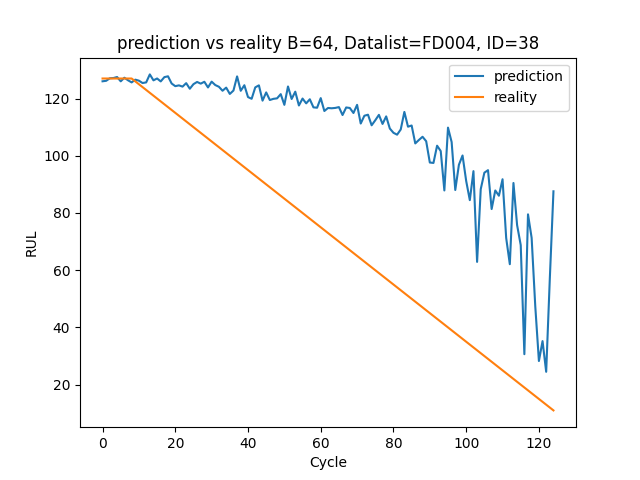 prediction vs reality B=64, Datalist=FD004, ID=38
prediction
reality
RUL
120
100
80
60
40
20
0 20 40 60 80 100 120
Cycle